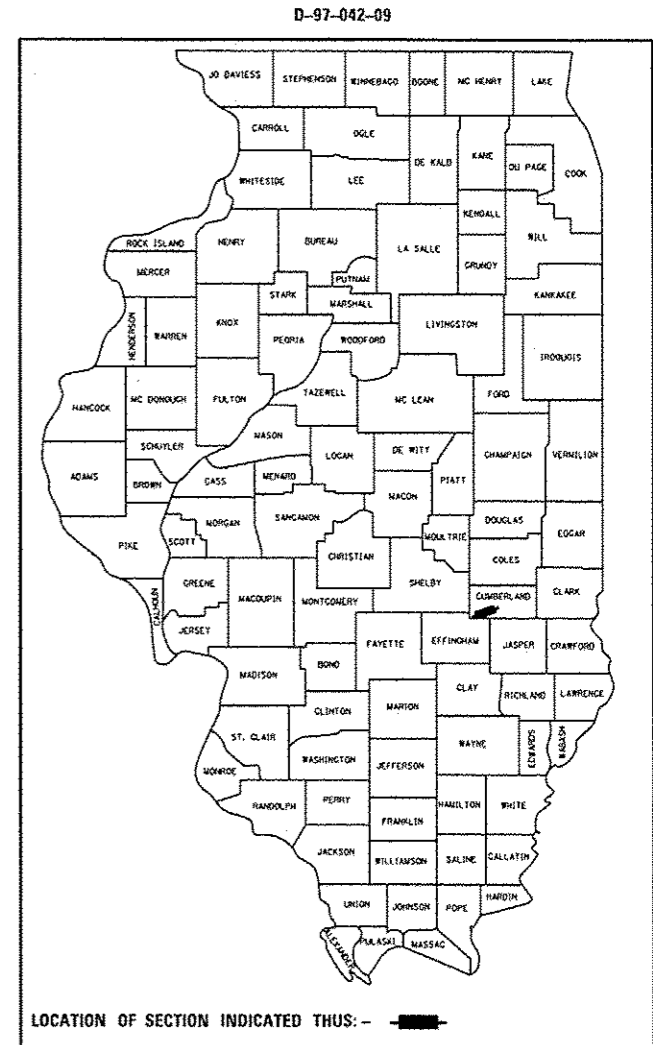 D-97-042-09
JO DAVIESS STEPHENSON WINNEBAGO BOONE MC HENRY LAKE
CARROLL OGLE DE KALB KANE DU PAGE COOK
WHITESIDE LEE
KENDALL WILL
ROCK ISLAND HENRY BUREAU LA SALLE GRUNDY
MERCER PUTNAM KANKAKEE
STARK MARSHALL
HENDERSON WARREN KNOX PEORIA WOODFORD LIVINGSTON IROQUOIS
HANCOCK MC DONOUGH FULTON TAZEWELL MC LEAN FORD
SCHUYLER MASON LOGAN DE WITT CHAMPAIGN VERMILION
ADAMS BROWN CASS MENARD MACON PIATT
PIKE SCOTT MORGAN SANGAMON CHRISTIAN MOULTRIE DOUGLAS EDGAR
COLES
CALHOUN GREENE MACOUPIN MONTGOMERY SHELBY CUMBERLAND CLARK
JERSEY FAYETTE EFFINGHAM JASPER CRAWFORD
MADISON BOND CLAY RICHLAND LAWRENCE
CLINTON MARION
ST. CLAIR WASHINGTON JEFFERSON WAYNE EDWARDS WABASH
MONROE
RANDOLPH PERRY FRANKLIN HAMILTON WHITE
JACKSON WILLIAMSON SALINE GALLATIN
UNION JOHNSON POPE HARDIN
ALEXANDER PULASKI MASSAC
LOCATION OF SECTION INDICATED THUS: -